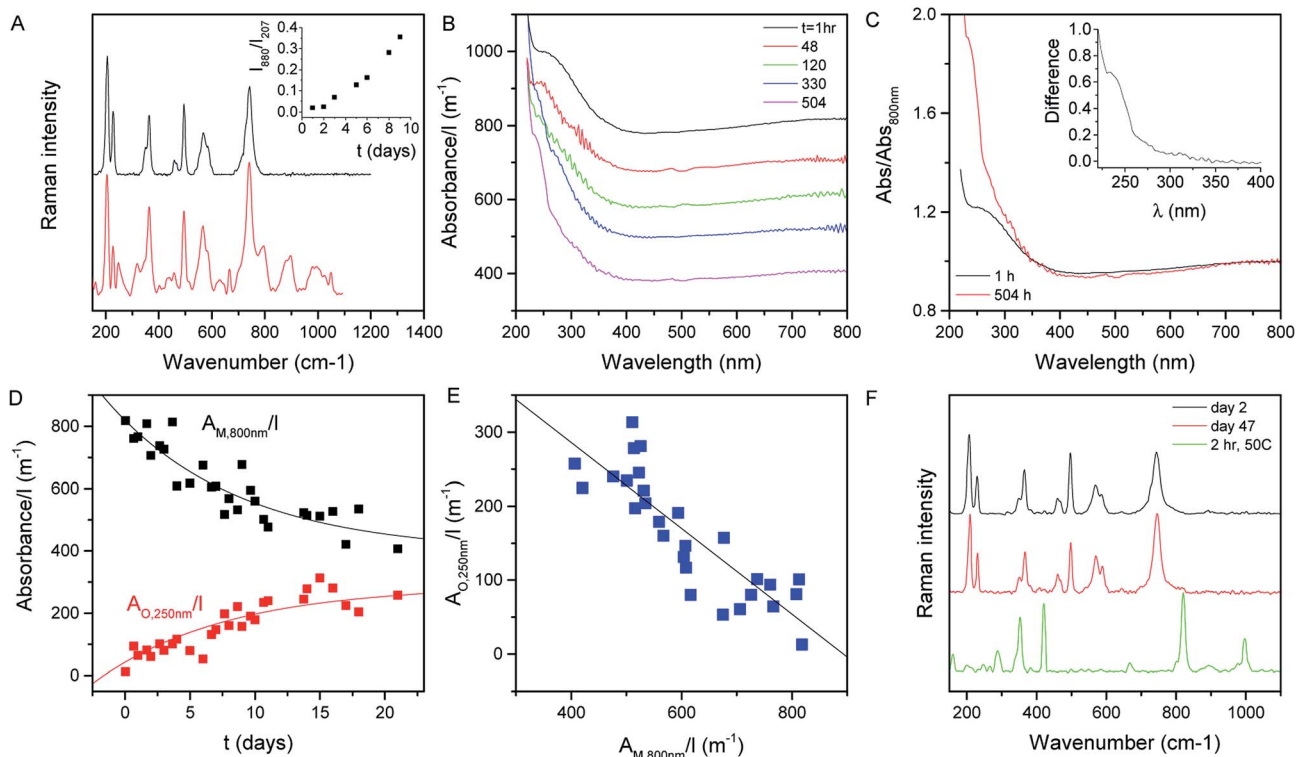 A
I880/I207
0.4
0.3
0.2
0.1
0.0
0 2 4 6 8 10
t (days)
Raman intensity
200 400 600 800 1000 1200 1400
Wavenumber (cm-1)
B
t=1hr
48
120
330
504
Absorbance/l (m-1)
1000
800
600
400
200 300 400 500 600 700 800
Wavelength (nm)
C
Abs/Abs800nm
2.0
1.6
1.2
0.8
Difference
1.0
0.8
0.6
0.4
0.2
0.0
250 300 350 400
λ (nm)
1 h
504 h
200 300 400 500 600 700 800
Wavelength (nm)
D
Absorbance/l (m-1)
800
600
400
200
0
AM,800nm/l
AO,250nm/l
0 5 10 15 20
t (days)
E
AO,250nm/l (m-1)
300
200
100
0
400 600 800
AM,800nm/l (m-1)
F
day 2
day 47
2 hr, 50C
Raman intensity
200 400 600 800 1000
Wavenumber (cm-1)